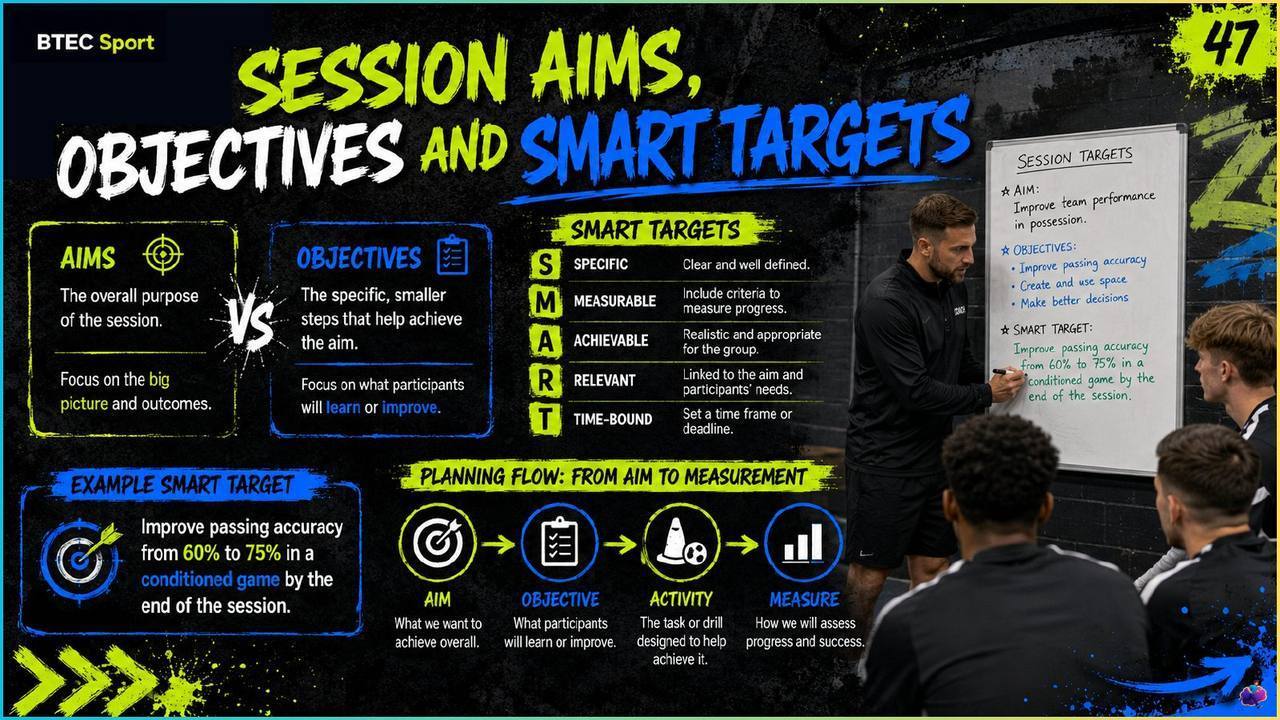 BTEC Sport
47
SESSION AIMS,
OBJECTIVES AND SMART TARGETS
AIMS
The overall purpose
of the session.
Focus on the big
picture and outcomes.
VS
OBJECTIVES
The specific, smaller
steps that help achieve
the aim.
Focus on what participants
will learn or improve.
SMART TARGETS
S SPECIFIC Clear and well defined.
M MEASURABLE Include criteria to
measure progress.
A ACHIEVABLE Realistic and appropriate
for the group.
R RELEVANT Linked to the aim and
participants' needs.
T TIME-BOUND Set a time frame or
deadline.
EXAMPLE SMART TARGET
Improve passing accuracy
from 60% to 75% in a
conditioned game by the
end of the session.
PLANNING FLOW: FROM AIM TO MEASUREMENT
AIM
What we want to
achieve overall.
OBJECTIVE
What participants
will learn or improve.
ACTIVITY
The task or drill
designed to help
achieve it.
MEASURE
How we will assess
progress and success.
SESSION TARGETS
☆ AIM:
Improve team performance
in possession.
☆ OBJECTIVES:
• Improve passing accuracy
• Create and use space
• Make better decisions
☆ SMART TARGET:
Improve passing accuracy
from 60% to 75% in a
conditioned game by the
end of the session.